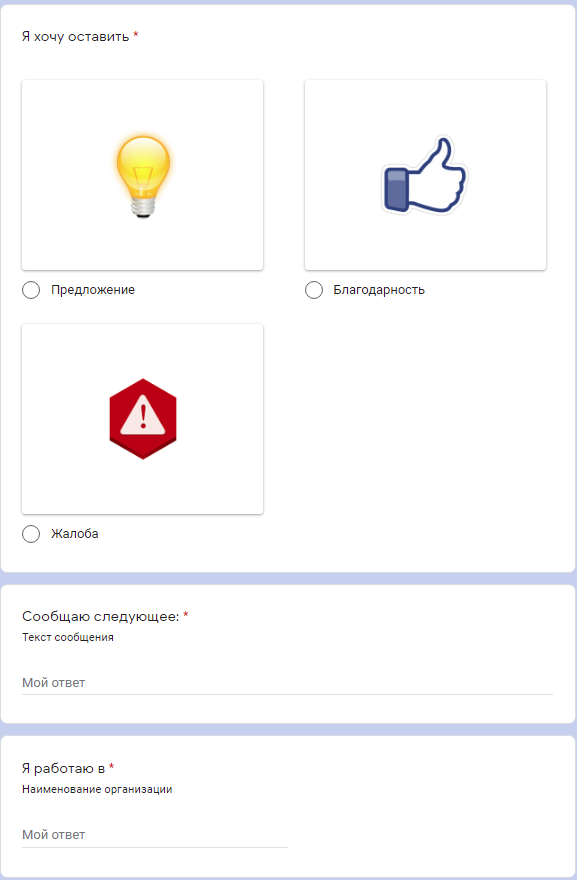 Я хочу оставить *
Предложение
Благодарность
Жалоба
Сообщаю следующее: *
Текст сообщения
Мой ответ
Я работаю в *
Наименование организации
Мой ответ